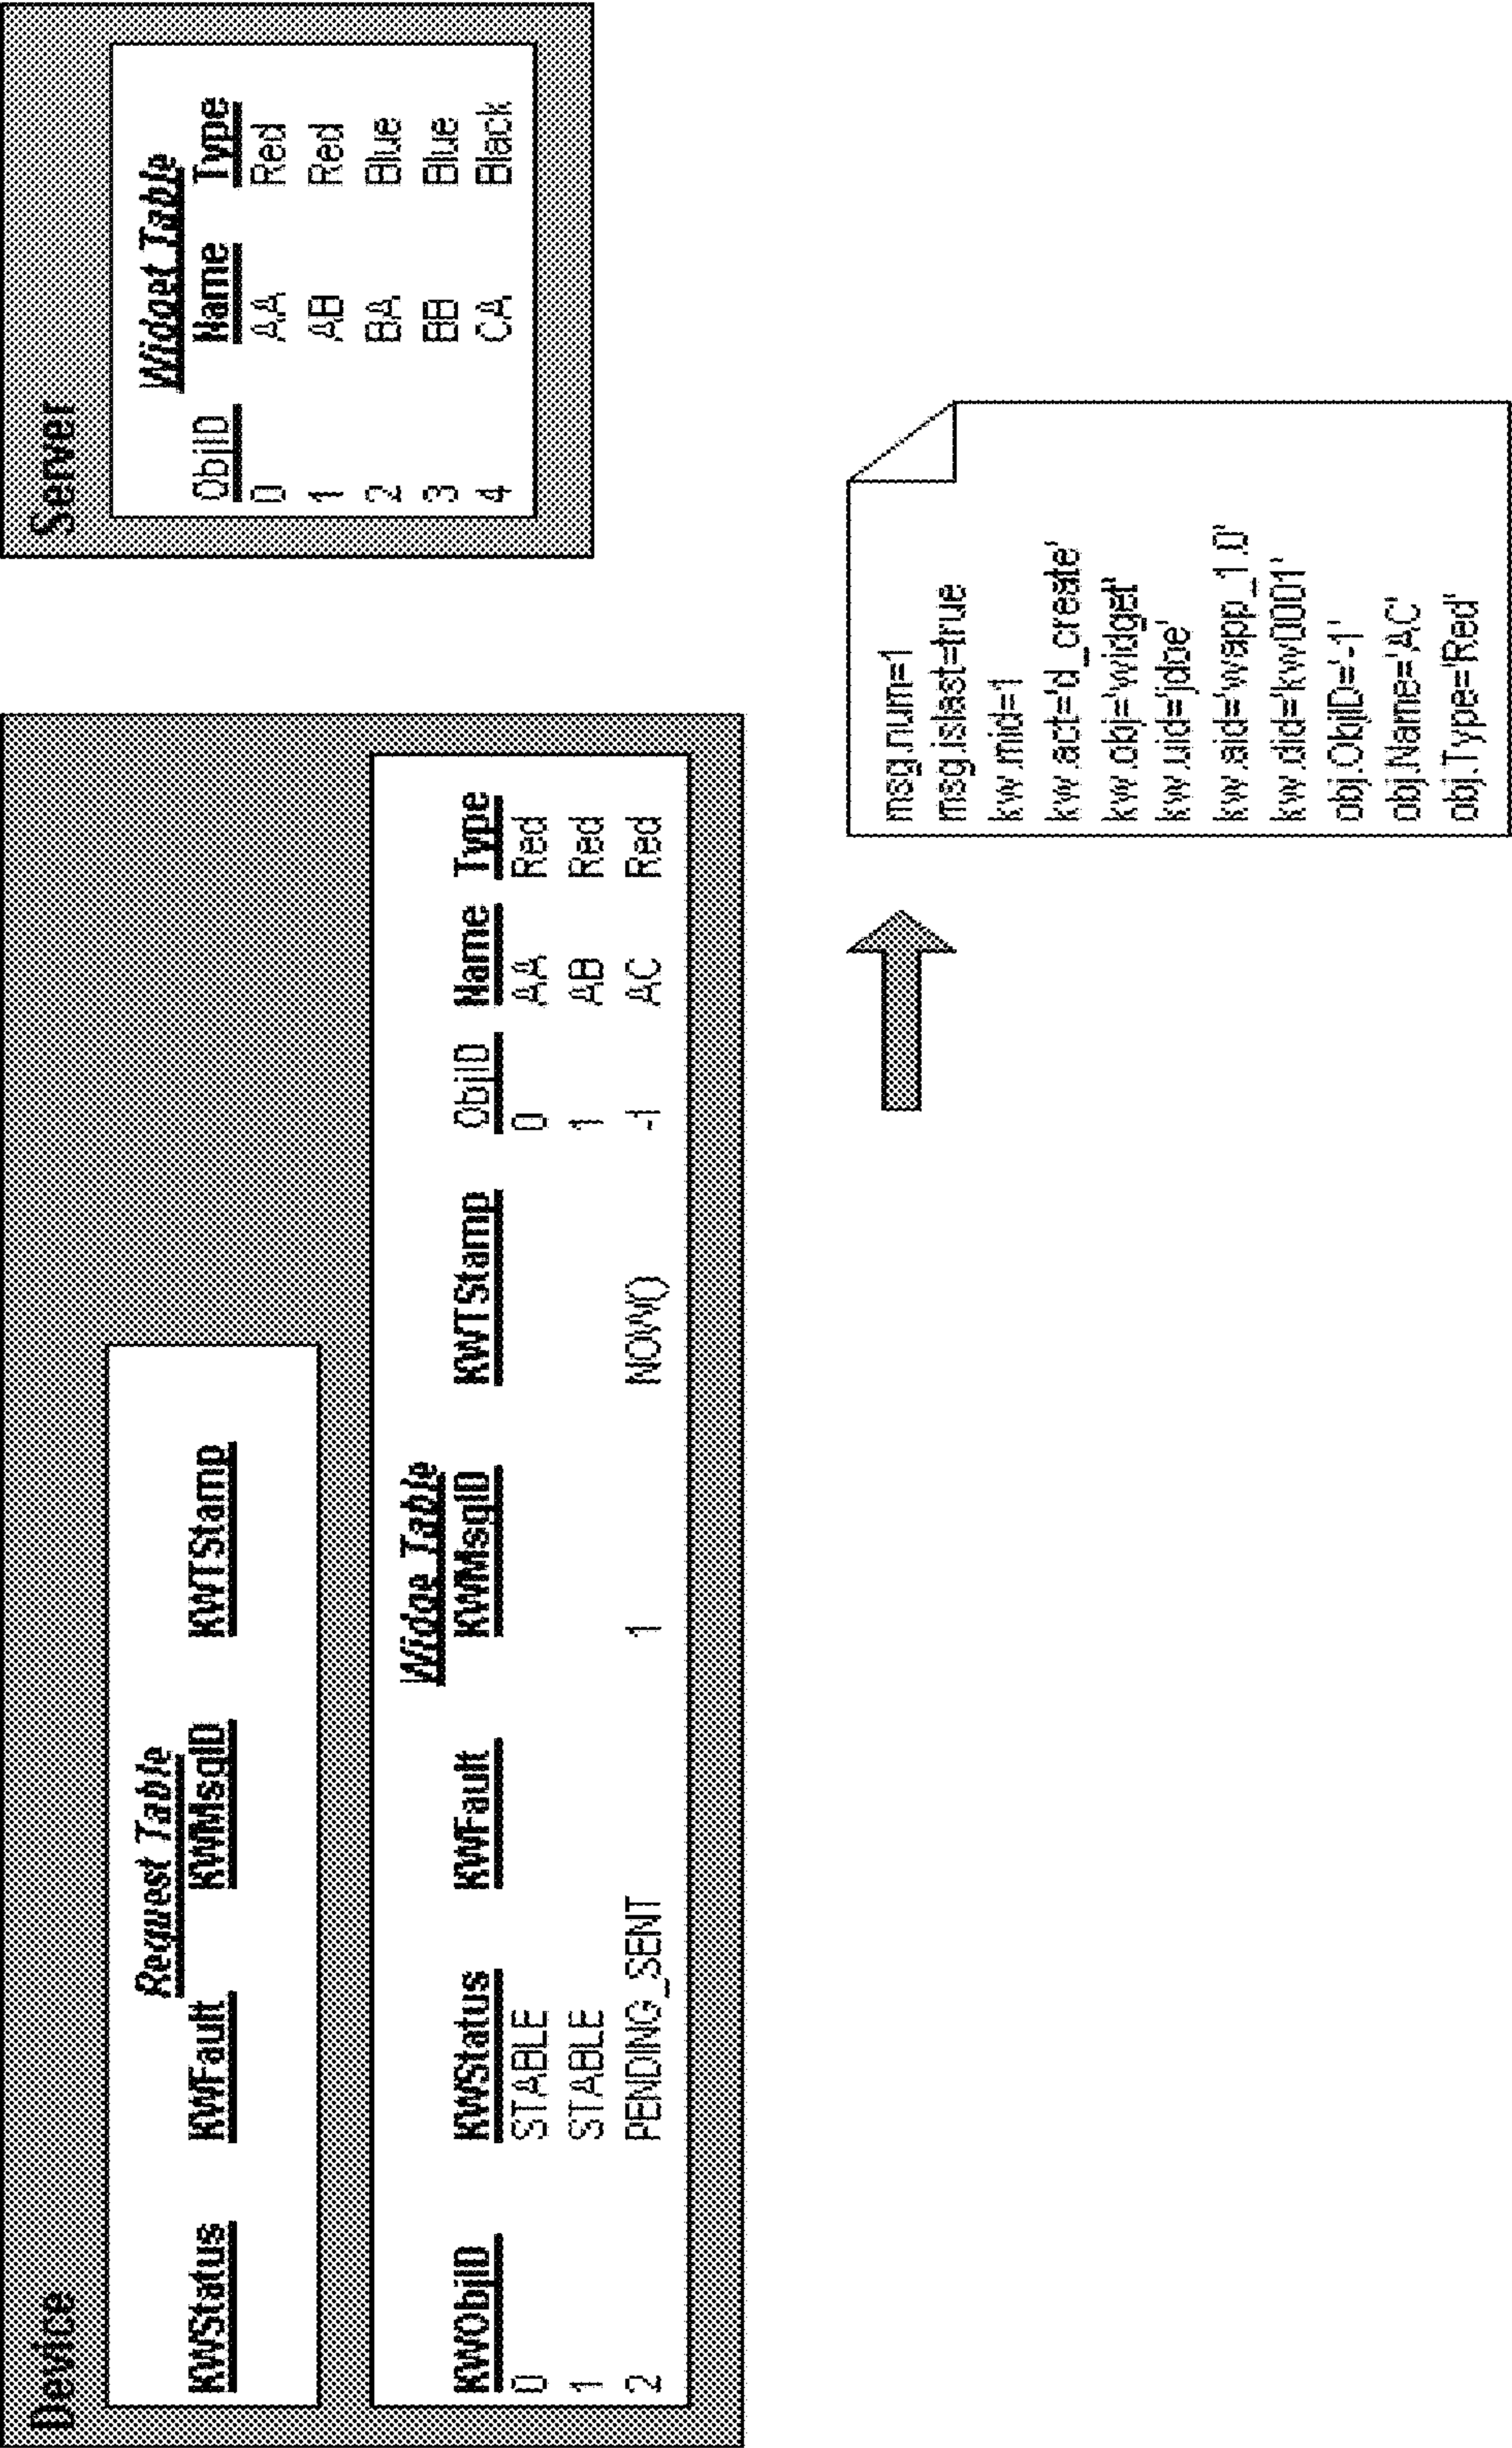 Device
Request Table
KWStatus KWFault KWMsgID KWTStamp
Widge Table
KWObjID KWStatus KWFault KWMsgID KWTStamp ObjID Name Type
0 STABLE 0 AA Red
1 STABLE 1 AB Red
2 PENDING_SENT 1 NOW() -1 AC Red
Server
Widget Table
ObjID Name Type
0 AA Red
1 AB Red
2 BA Blue
3 BB Blue
4 CA Black
msg.num=1
msg.islast=true
kw.mid=1
kw.act='d_create'
kw.obj='widget'
kw.uid='jdoe'
kw.aid='wapp_1.0'
kw.did='kw0001'
obj.ObjID='-1'
obj.Name='AC'
obj.Type='Red'